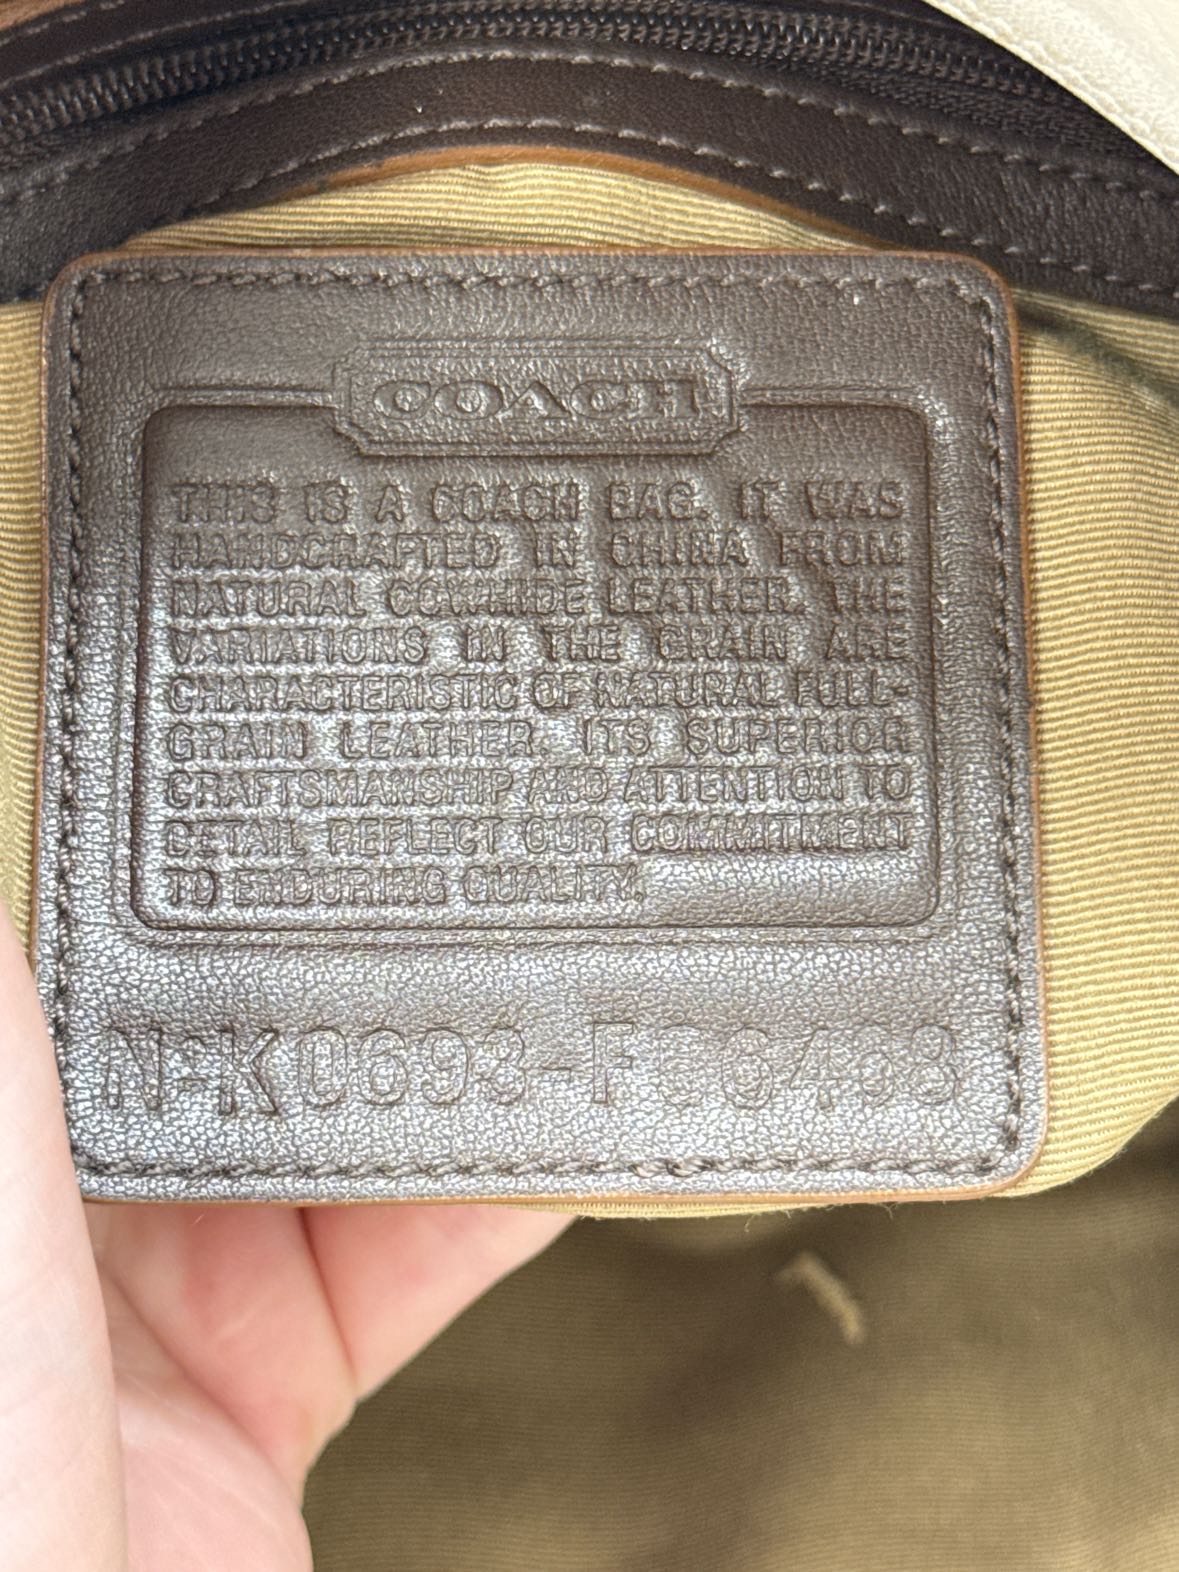 COACH
THIS IS A COACH BAG. IT WAS
HANDCRAFTED IN CHINA FROM
NATURAL COWHIDE LEATHER. THE
VARIATIONS IN THE GRAIN ARE
CHARACTERISTIC OF NATURAL FULL-
GRAIN LEATHER. ITS SUPERIOR
CRAFTSMANSHIP AND ATTENTION TO
DETAIL REFLECT OUR COMMITMENT
TO ENDURING QUALITY.